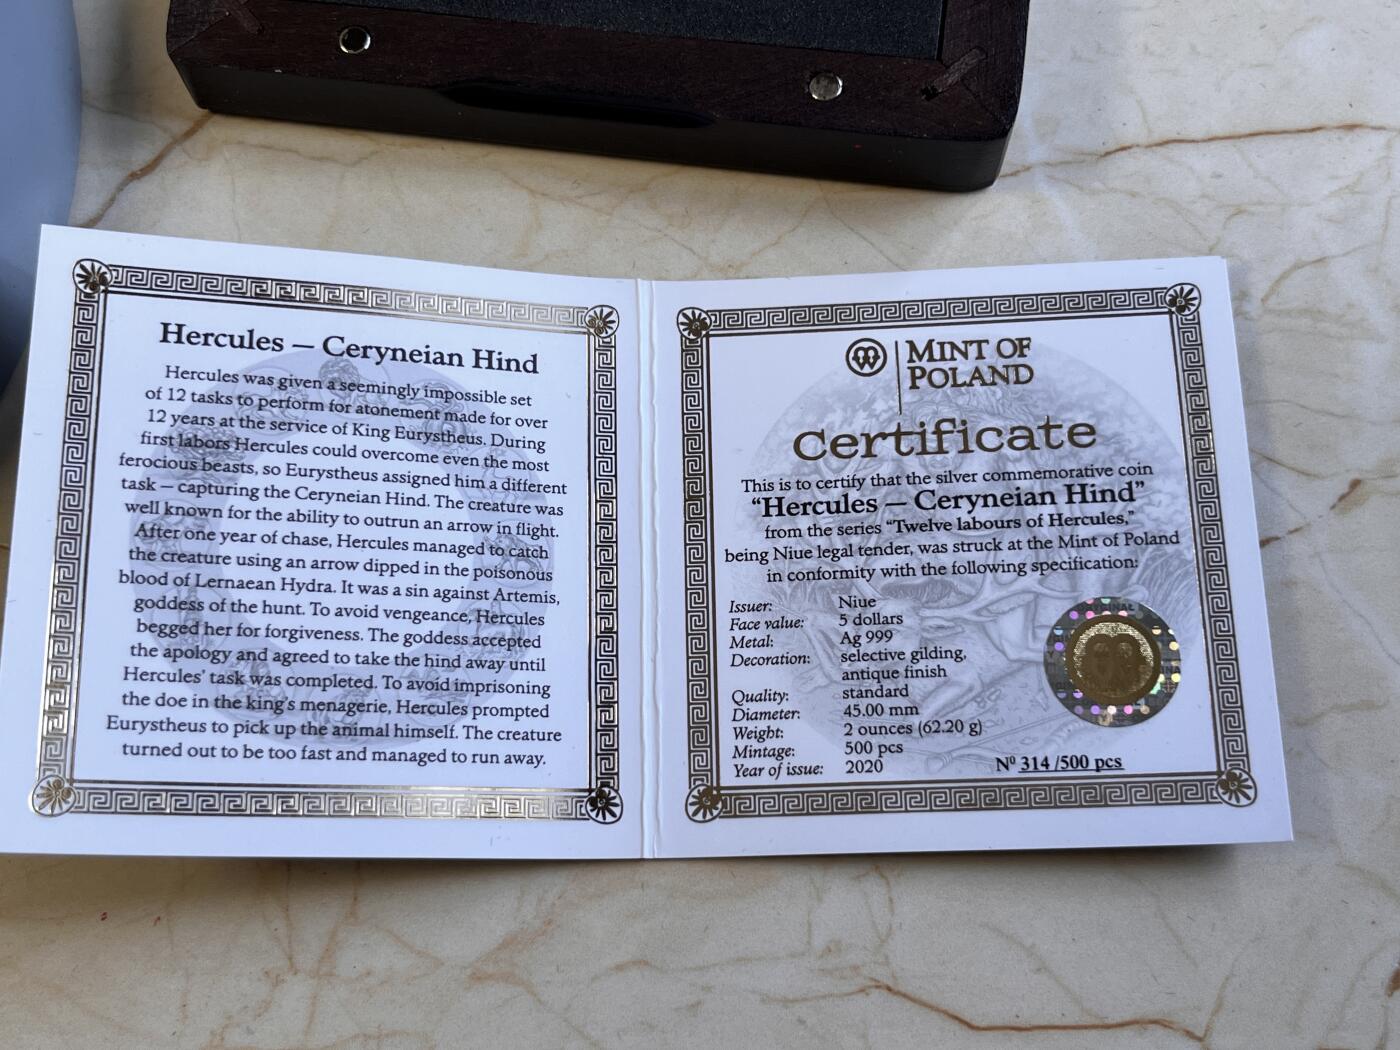 Hercules — Ceryneian Hind
Hercules was given a seemingly impossible set
of 12 tasks to perform for atonement made for over
12 years at the service of King Eurystheus. During
first labors Hercules could overcome even the most
ferocious beasts, so Eurystheus assigned him a different
task — capturing the Ceryneian Hind. The creature was
well known for the ability to outrun an arrow in flight.
After one year of chase, Hercules managed to catch
the creature using an arrow dipped in the poisonous
blood of Lernaean Hydra. It was a sin against Artemis,
goddess of the hunt. To avoid vengeance, Hercules
begged her for forgiveness. The goddess accepted
the apology and agreed to take the hind away until
Hercules' task was completed. To avoid imprisoning
the doe in the king's menagerie, Hercules prompted
Eurystheus to pick up the animal himself. The creature
turned out to be too fast and managed to run away.
MINT OF
POLAND
Certificate
This is to certify that the silver commemorative coin
“Hercules — Ceryneian Hind”
from the series “Twelve labours of Hercules,”
being Niue legal tender, was struck at the Mint of Poland
in conformity with the following specification:
Issuer: Niue
Face value: 5 dollars
Metal: Ag 999
Decoration: selective gilding,
antique finish
Quality: standard
Diameter: 45.00 mm
Weight: 2 ounces (62.20 g)
Mintage: 500 pcs
Year of issue: 2020
Nº 314 /500 pcs